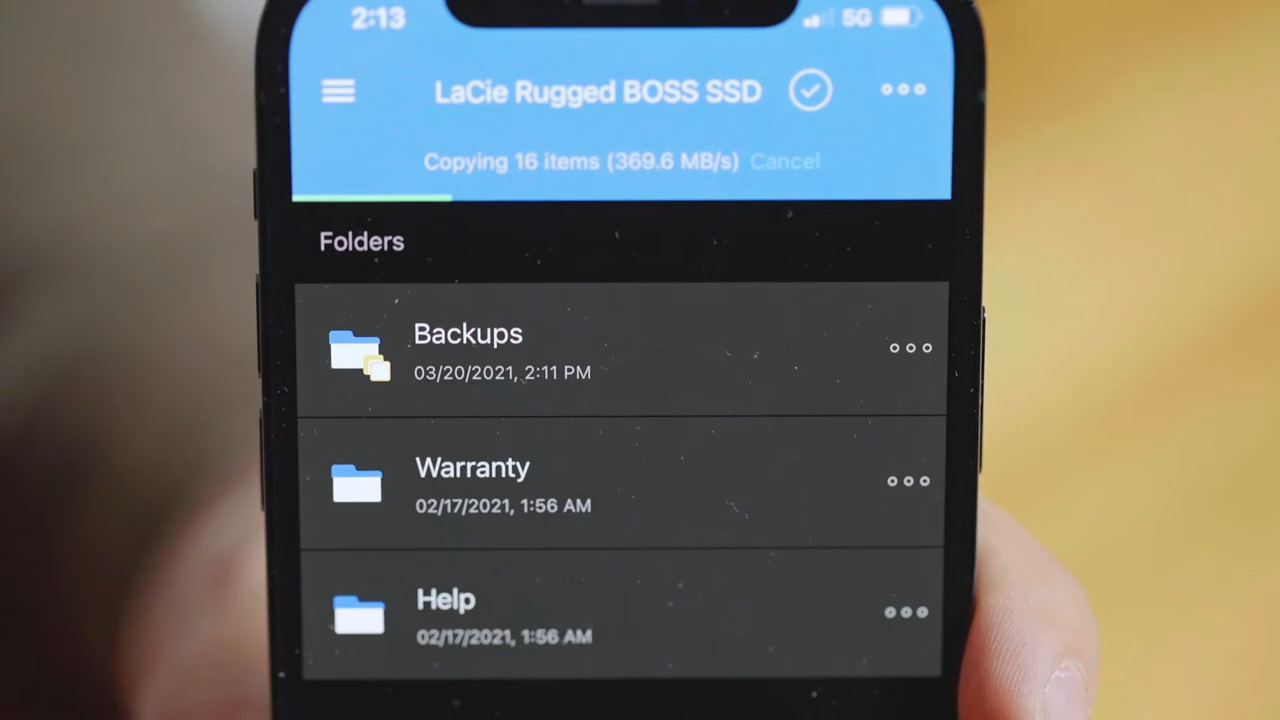 2:13
5G
LaCie Rugged BOSS SSD
Copying 16 items (369.6 MB/s) Cancel
Folders
Backups
03/20/2021, 2:11 PM
Warranty
02/17/2021, 1:56 AM
Help
02/17/2021, 1:56 AM